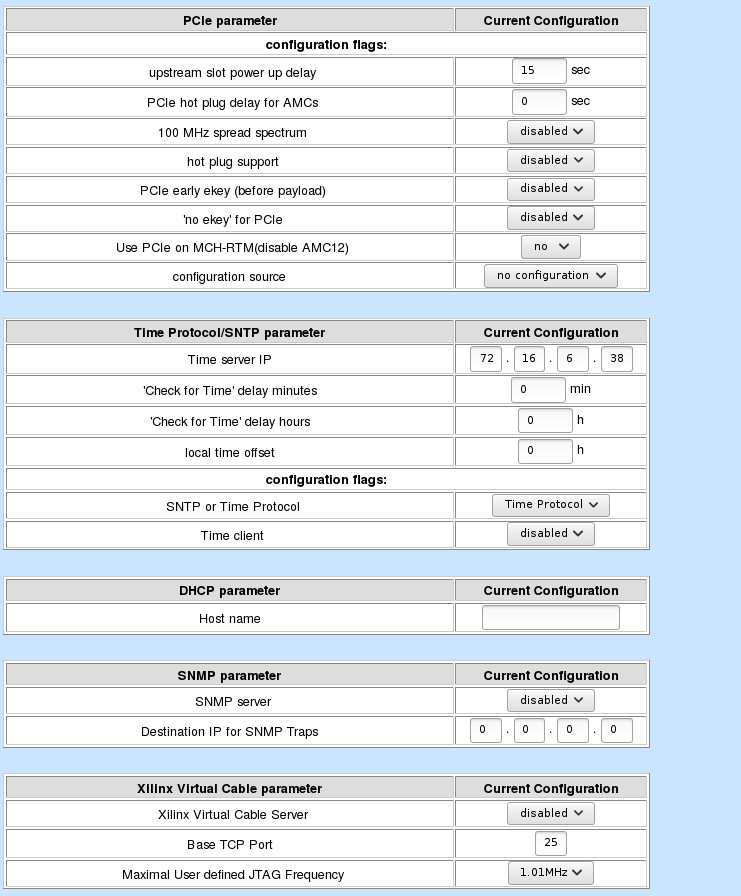 PCIe parameter Current Configuration
configuration flags:
upstream slot power up delay 15 sec
PCIe hot plug delay for AMCs 0 sec
100 MHz spread spectrum disabled
hot plug support disabled
PCIe early ekey (before payload) disabled
'no ekey' for PCIe disabled
Use PCIe on MCH-RTM(disable AMC12) no
configuration source no configuration
Time Protocol/SNTP parameter Current Configuration
Time server IP 72 . 16 . 6 . 38
'Check for Time' delay minutes 0 min
'Check for Time' delay hours 0 h
local time offset 0 h
configuration flags:
SNTP or Time Protocol Time Protocol
Time client disabled
DHCP parameter Current Configuration
Host name
SNMP parameter Current Configuration
SNMP server disabled
Destination IP for SNMP Traps 0 . 0 . 0 . 0
Xilinx Virtual Cable parameter Current Configuration
Xilinx Virtual Cable Server disabled
Base TCP Port 25
Maximal User defined JTAG Frequency 1.01MHz